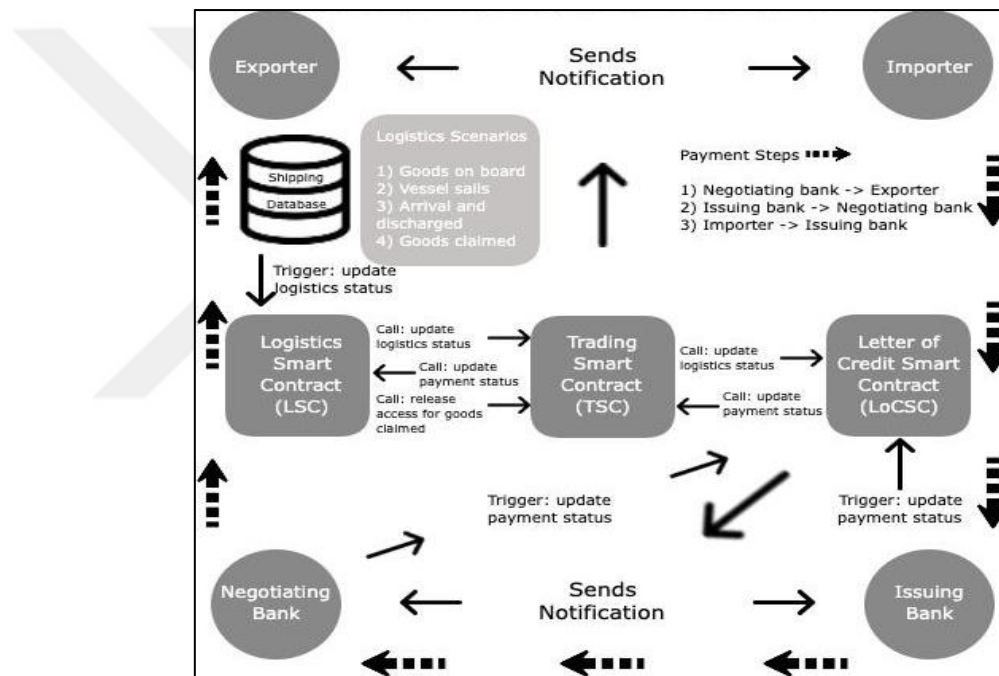 Exporter
Sends
Notification
Importer
Shipping
Database
Logistics Scenarios
1) Goods on board
2) Vessel sails
3) Arrival and
discharged
4) Goods claimed
Payment Steps
1) Negotiating bank -> Exporter
2) Issuing bank -> Negotiating bank
3) Importer -> Issuing bank
Trigger: update
logistics status
Logistics
Smart
Contract
(LSC)
Call: update
logistics status
Call: update
payment status
Call: release
access for goods
claimed
Trading
Smart
Contract
(TSC)
Call: update
logistics status
Call: update
payment status
Letter of
Credit Smart
Contract
(LoCSC)
Trigger: update
payment status
Trigger: update
payment status
Negotiating
Bank
Sends
Notification
Issuing
Bank